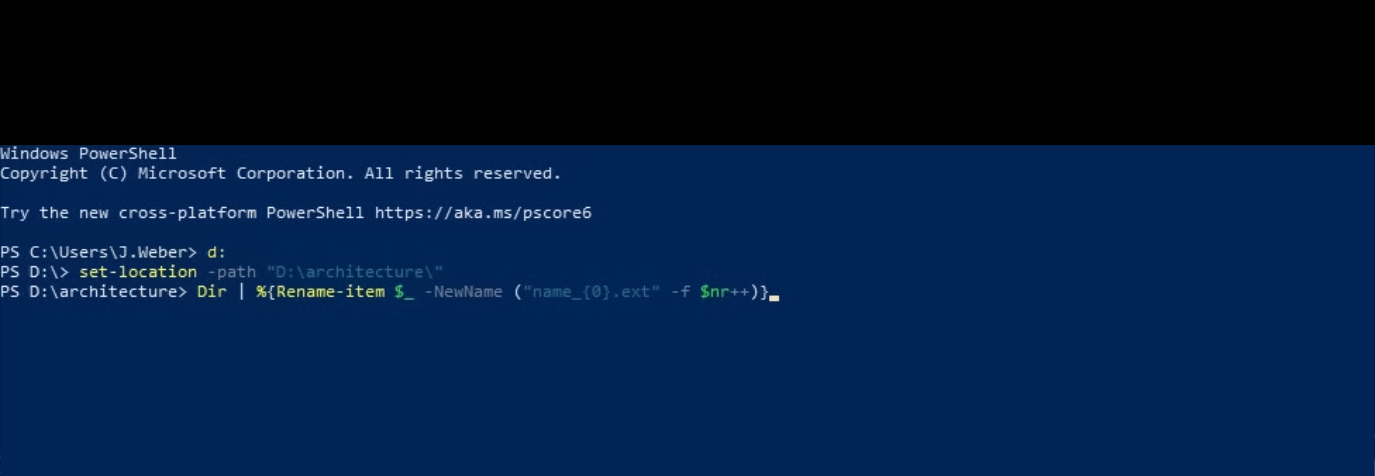 Windows PowerShell
Copyright (C) Microsoft Corporation. All rights reserved.
Try the new cross-platform PowerShell https://aka.ms/pscore6
PS C:\Users\J.Weber> d:
PS D:\> set-location -path "D:\architecture\"
PS D:\architecture> Dir | %{Rename-item $_ -NewName ("name_{0}.ext" -f $nr++)}